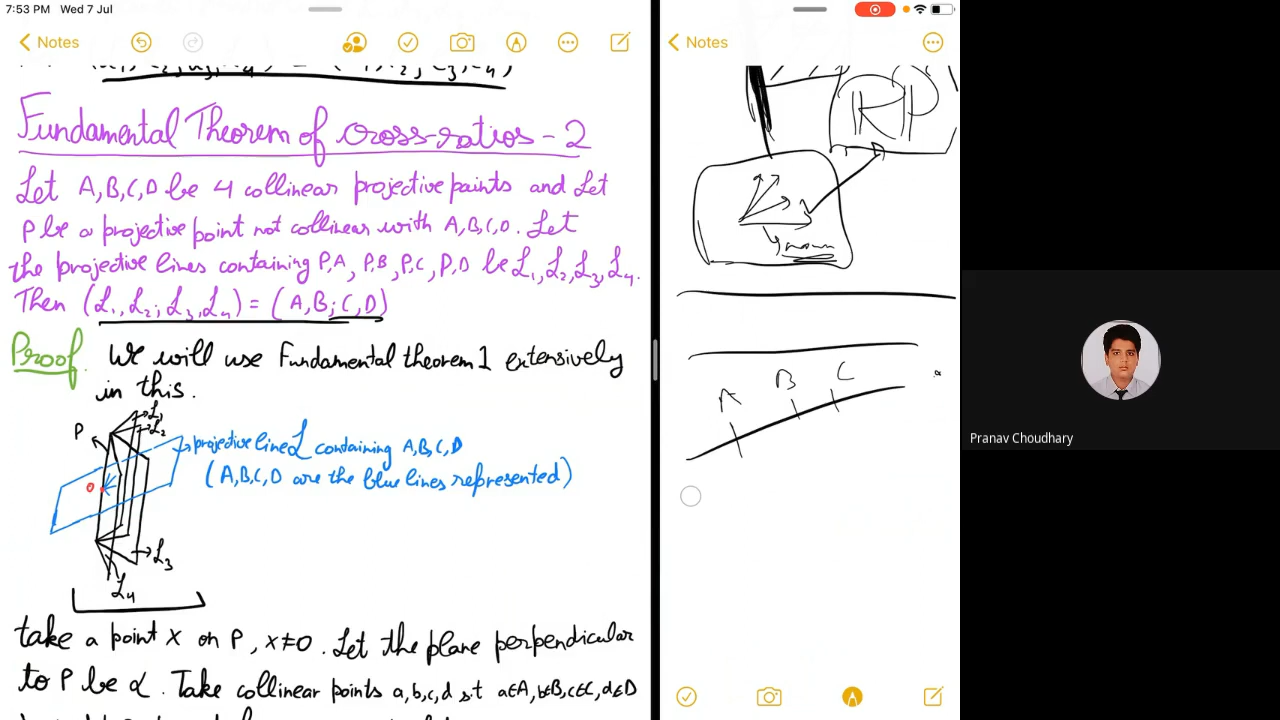 7:53 PM Wed 7 Jul
Notes
Fundamental Theorem of cross-ratios - 2
Let A,B,C,D be 4 collinear projective points and Let
P be a projective point not collinear with A,B,C,D. Let
the projective lines containing P,A, P,B, P,C, P,D be L₁, L₂, L₃, L₄.
Then (L₁, L₂; L₃, L₄) = (A,B; C,D)
Proof. We will use Fundamental theorem 1 extensively
in this.
L₁
L₂
P
projective line L containing A,B,C,D
(A,B,C,D are the blue lines represented)
O
L₃
L₄
take a point x on P, x≠0. Let the plane perpendicular
to P be α. Take collinear points a,b,c,d s.t a∈A, b∈B, c∈C, d∈D
Notes
RP
A B C
Pranav Choudhary